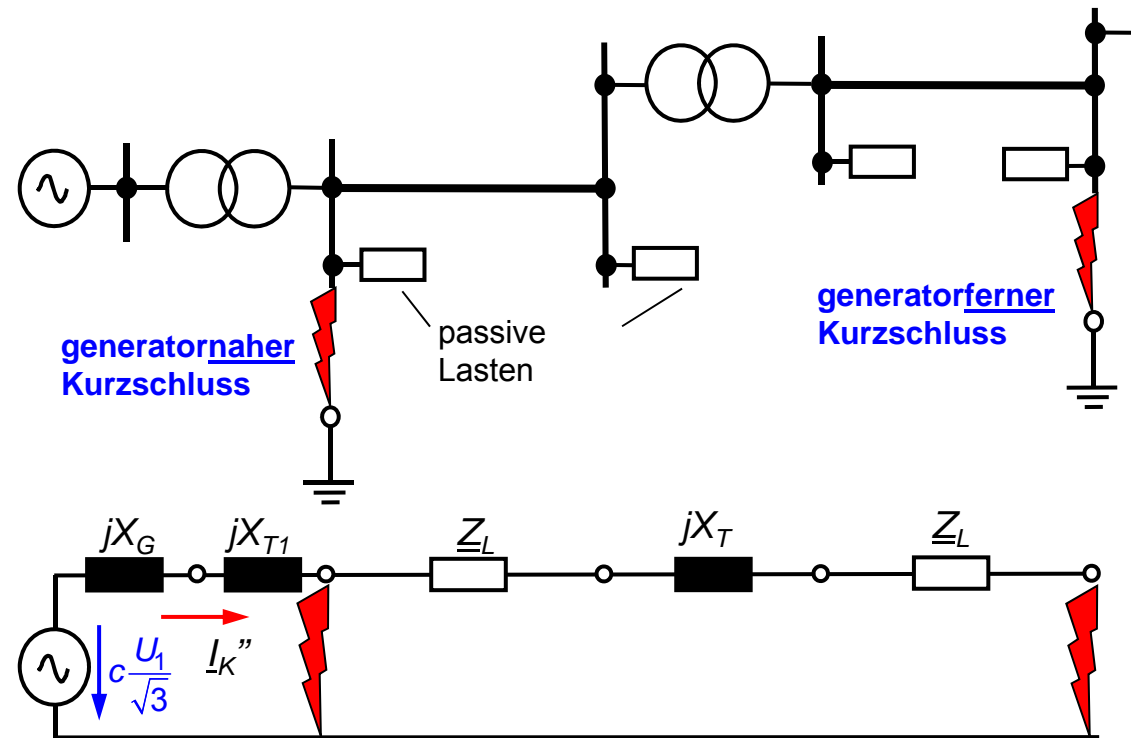 generatornaher
Kurzschluss
passive
Lasten
generatorferner
Kurzschluss
jX_G
jX_T1
Z_L
jX_T
Z_L
c U_1/√3
I_K”